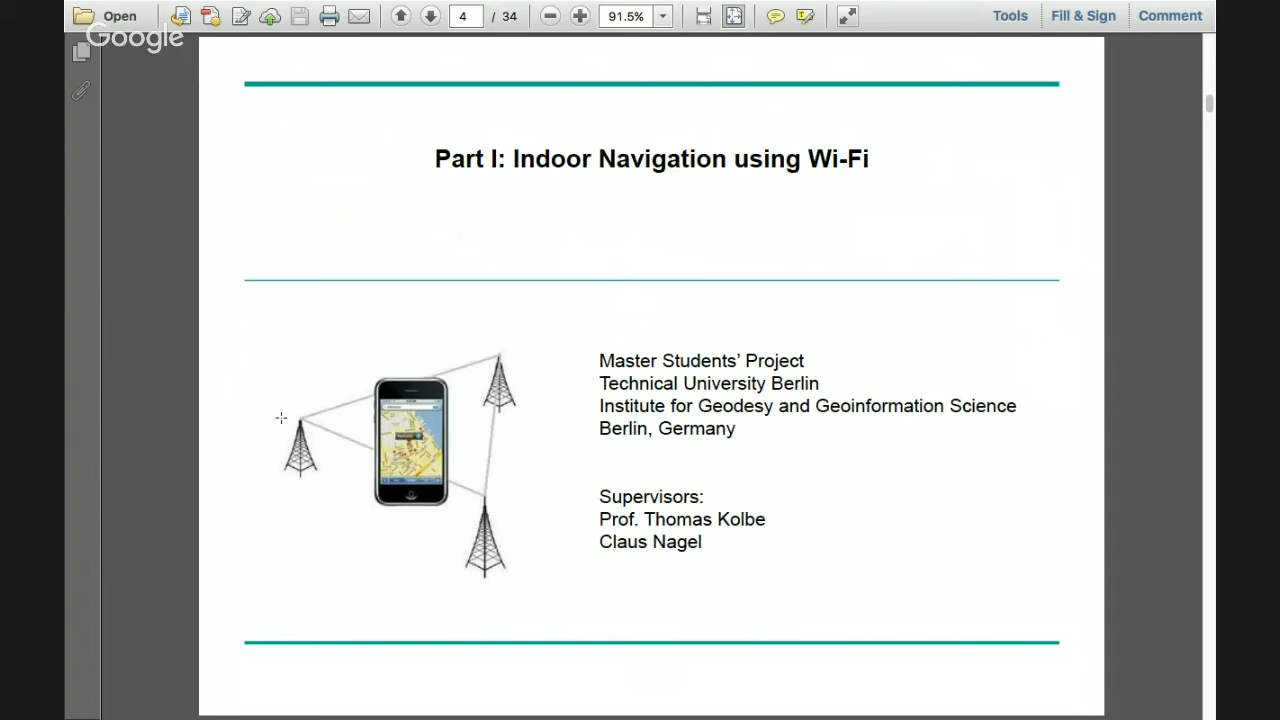 Open
4
/ 34
91.5%
Tools
Fill & Sign
Comment
Google
Part I: Indoor Navigation using Wi-Fi
Master Students’ Project
Technical University Berlin
Institute for Geodesy and Geoinformation Science
Berlin, Germany
Supervisors:
Prof. Thomas Kolbe
Claus Nagel